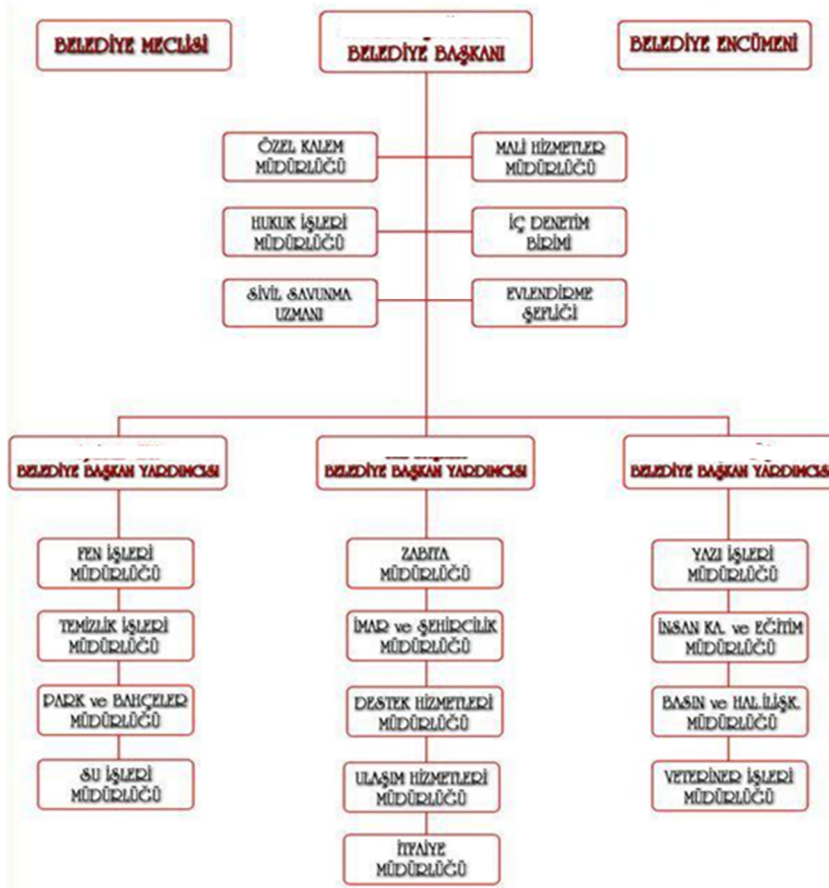 BELEDİYE MECLİSİ
BELEDİYE BAŞKANI
BELEDİYE ENCÜMENİ
ÖZEL KALEM
MÜDÜRLÜĞÜ
MALİ HİZMETLER
MÜDÜRLÜĞÜ
HUKUK İŞLERİ
MÜDÜRLÜĞÜ
İÇ DENETİM
BİRİMİ
SİVİL SAVUNMA
UZMANI
EVLENDİRME
ŞEFLİĞİ
BELEDİYE BAŞKAN YARDIMCISI
BELEDİYE BAŞKAN YARDIMCISI
BELEDİYE BAŞKAN YARDIMCISI
FEN İŞLERİ
MÜDÜRLÜĞÜ
TEMİZLİK İŞLERİ
MÜDÜRLÜĞÜ
PARK ve BAHÇELER
MÜDÜRLÜĞÜ
SU İŞLERİ
MÜDÜRLÜĞÜ
ZABITA
MÜDÜRLÜĞÜ
İMAR ve ŞEHİRCİLİK
MÜDÜRLÜĞÜ
DESTEK HİZMETLERİ
MÜDÜRLÜĞÜ
ULAŞIM HİZMETLERİ
MÜDÜRLÜĞÜ
İTFAİYE
MÜDÜRLÜĞÜ
YAZI İŞLERİ
MÜDÜRLÜĞÜ
İNSAN KA. ve EĞİTİM
MÜDÜRLÜĞÜ
BASIN ve HAL.İLİŞK.
MÜDÜRLÜĞÜ
VETERİNER İŞLERİ
MÜDÜRLÜĞÜ